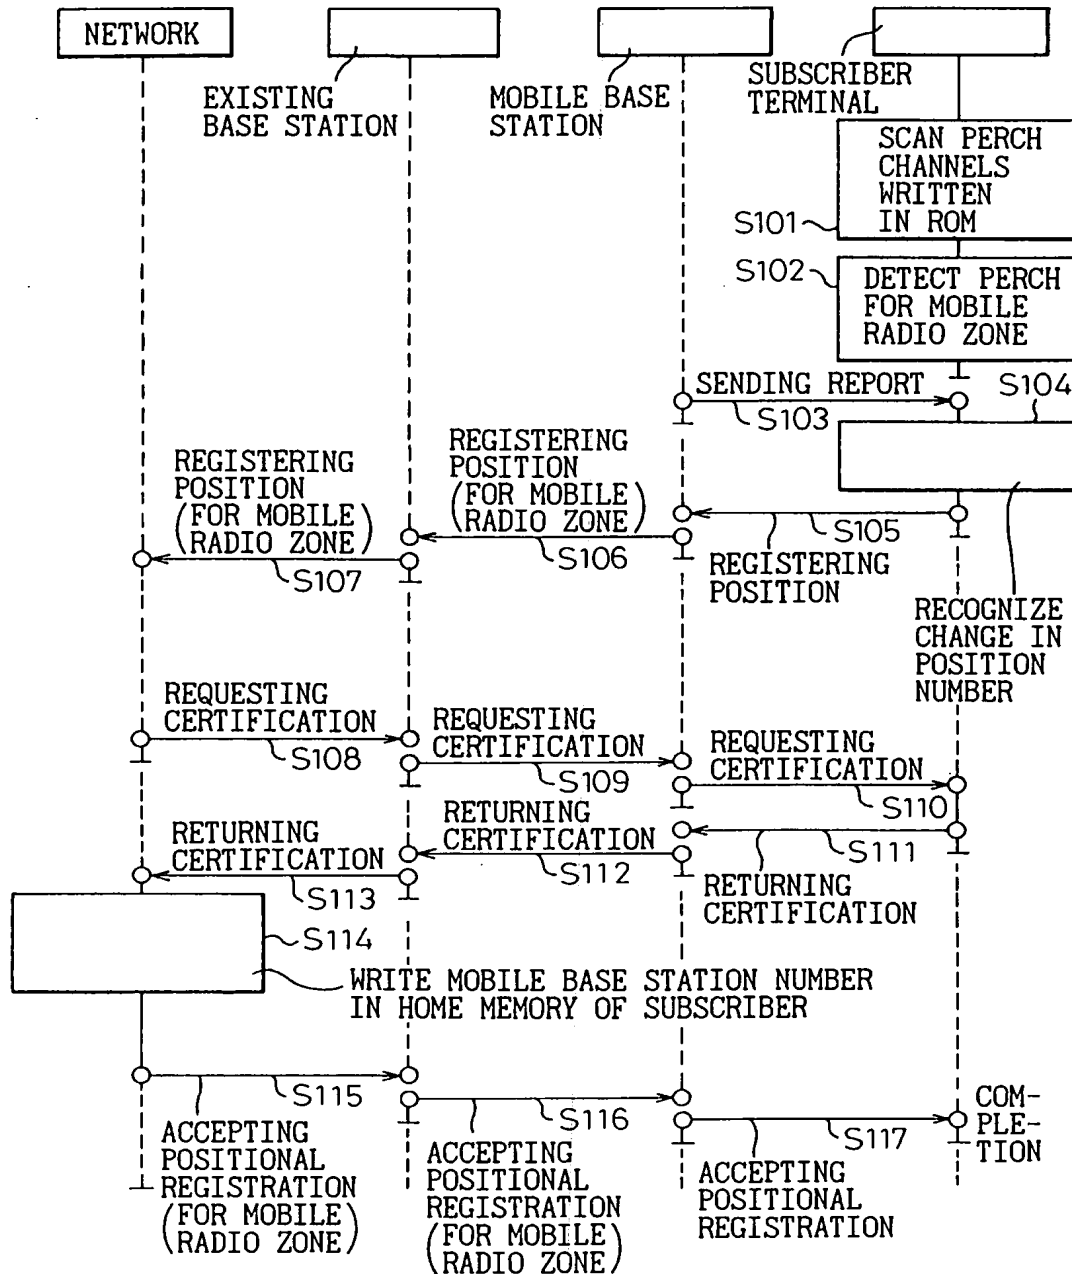 NETWORK
EXISTING
BASE STATION
MOBILE BASE
STATION
SUBSCRIBER
TERMINAL
SCAN PERCH
CHANNELS
WRITTEN
IN ROM
S101
S102
DETECT PERCH
FOR MOBILE
RADIO ZONE
SENDING REPORT
S103
S104
REGISTERING
POSITION
(FOR MOBILE)
(RADIO ZONE)
S107
REGISTERING
POSITION
(FOR MOBILE)
(RADIO ZONE)
S106
S105
REGISTERING
POSITION
RECOGNIZE
CHANGE IN
POSITION
NUMBER
REQUESTING
CERTIFICATION
S108
REQUESTING
CERTIFICATION
S109
REQUESTING
CERTIFICATION
S110
RETURNING
CERTIFICATION
S113
RETURNING
CERTIFICATION
S112
S111
RETURNING
CERTIFICATION
S114
WRITE MOBILE BASE STATION NUMBER
IN HOME MEMORY OF SUBSCRIBER
S115
ACCEPTING
POSITIONAL
REGISTRATION
(FOR MOBILE)
(RADIO ZONE)
S116
ACCEPTING
POSITIONAL
REGISTRATION
(FOR MOBILE)
(RADIO ZONE)
S117
ACCEPTING
POSITIONAL
REGISTRATION
COM-
PLE-
TION